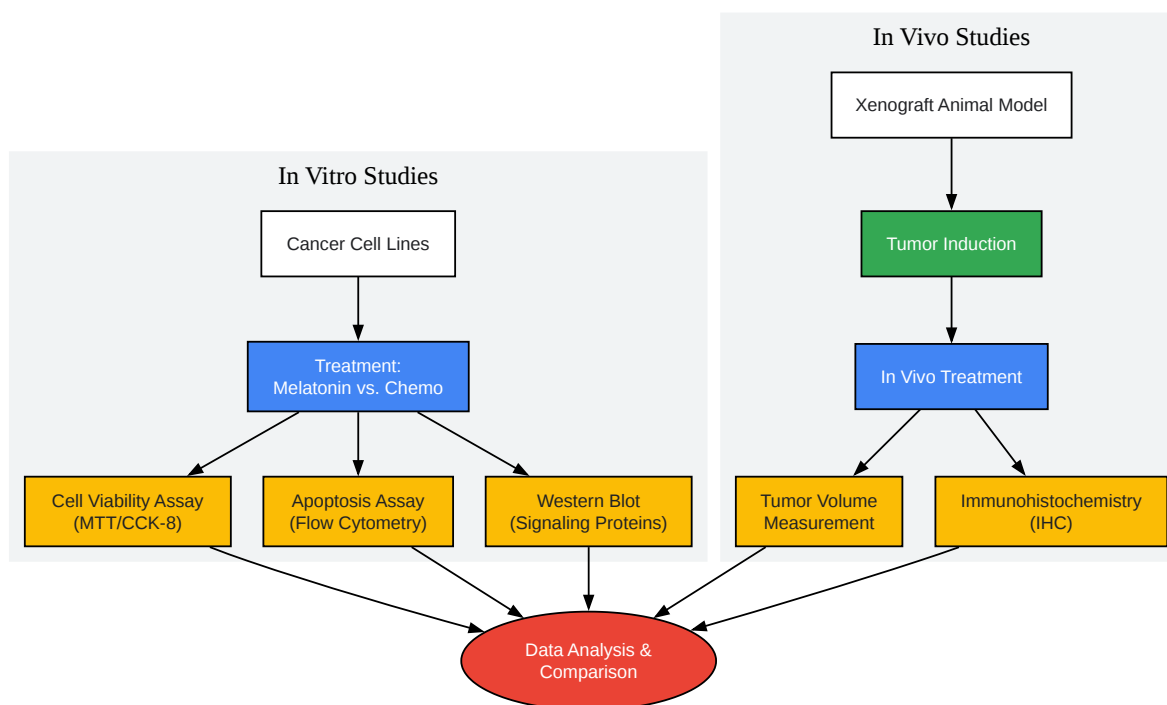 In Vivo Studies
Xenograft Animal Model
In Vitro Studies
Cancer Cell Lines
Tumor Induction
Treatment:
Melatonin vs. Chemo
In Vivo Treatment
Cell Viability Assay
(MTT/CCK-8)
Apoptosis Assay
(Flow Cytometry)
Western Blot
(Signaling Proteins)
Tumor Volume
Measurement
Immunohistochemistry
(IHC)
Data Analysis &
Comparison